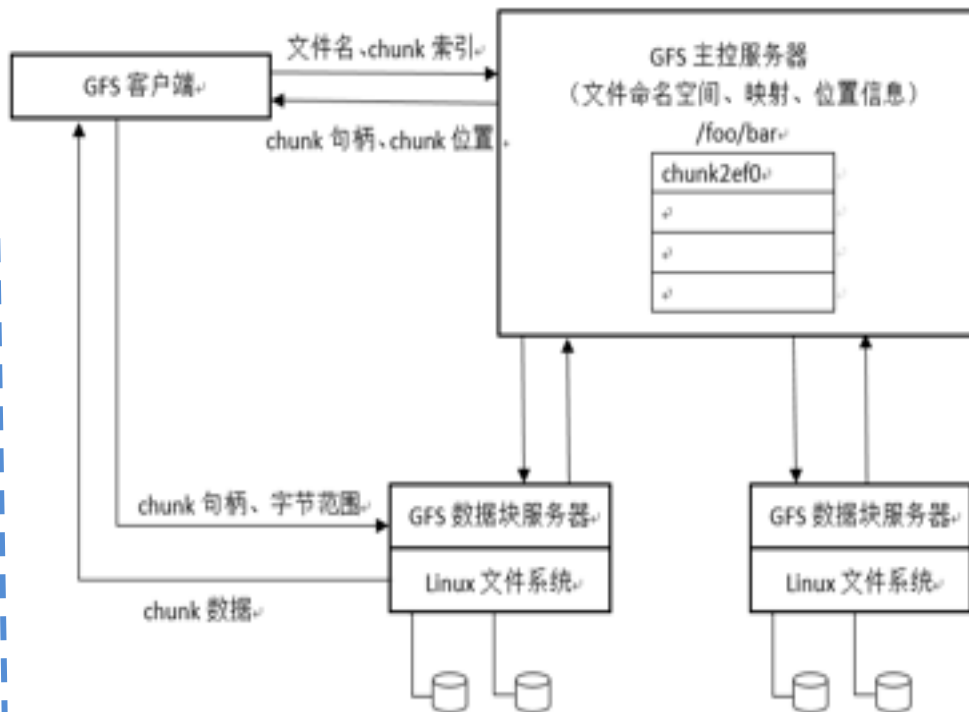 文件名、chunk 索引
GFS 客户端
chunk 句柄、chunk 位置
GFS 主控服务器
（文件命名空间、映射、位置信息）
/foo/bar
chunk2ef0
chunk 句柄、字节范围
chunk 数据
GFS 数据块服务器
Linux 文件系统
GFS 数据块服务器
Linux 文件系统